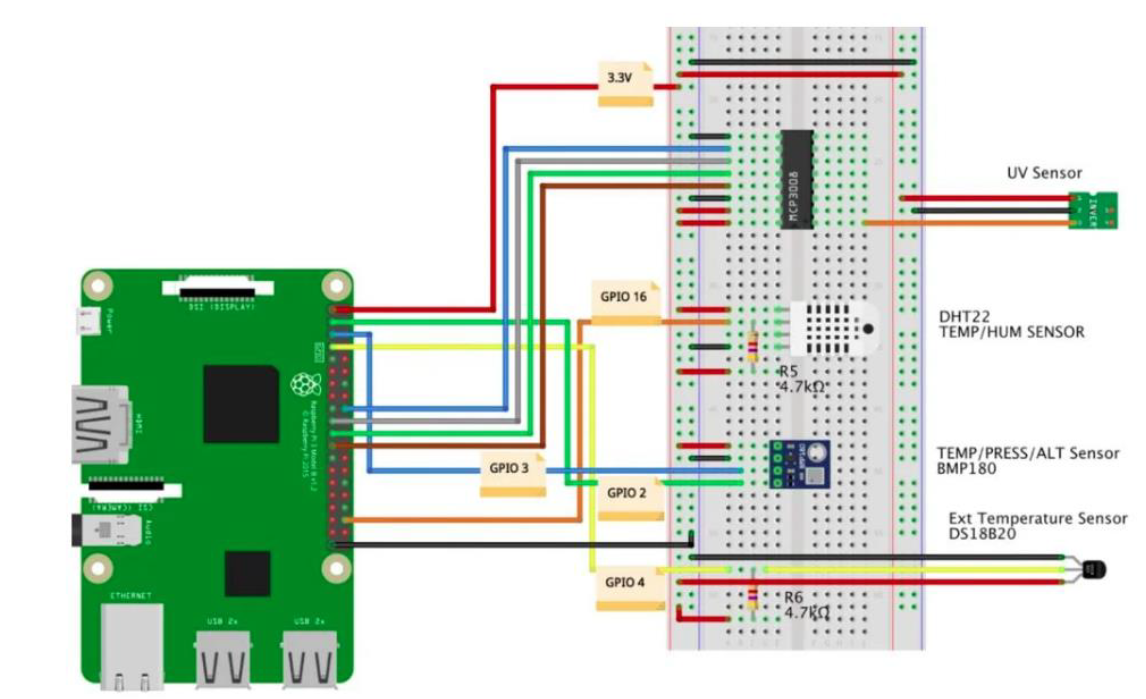 3.3V
MCP3008
UV Sensor
GPIO 16
DHT22
TEMP/HUM SENSOR
R5
4.7kΩ
DSI (DISPLAY)
Power
HDMI
Raspberry Pi 3 Model B v1.2
© Raspberry Pi 2015
GPIO 3
TEMP/PRESS/ALT Sensor
BMP180
GPIO 2
CSI (CAMERA)
Audio
Ext Temperature Sensor
DS18B20
GPIO 4
R6
4.7kΩ
ETHERNET
USB 2x
USB 2x